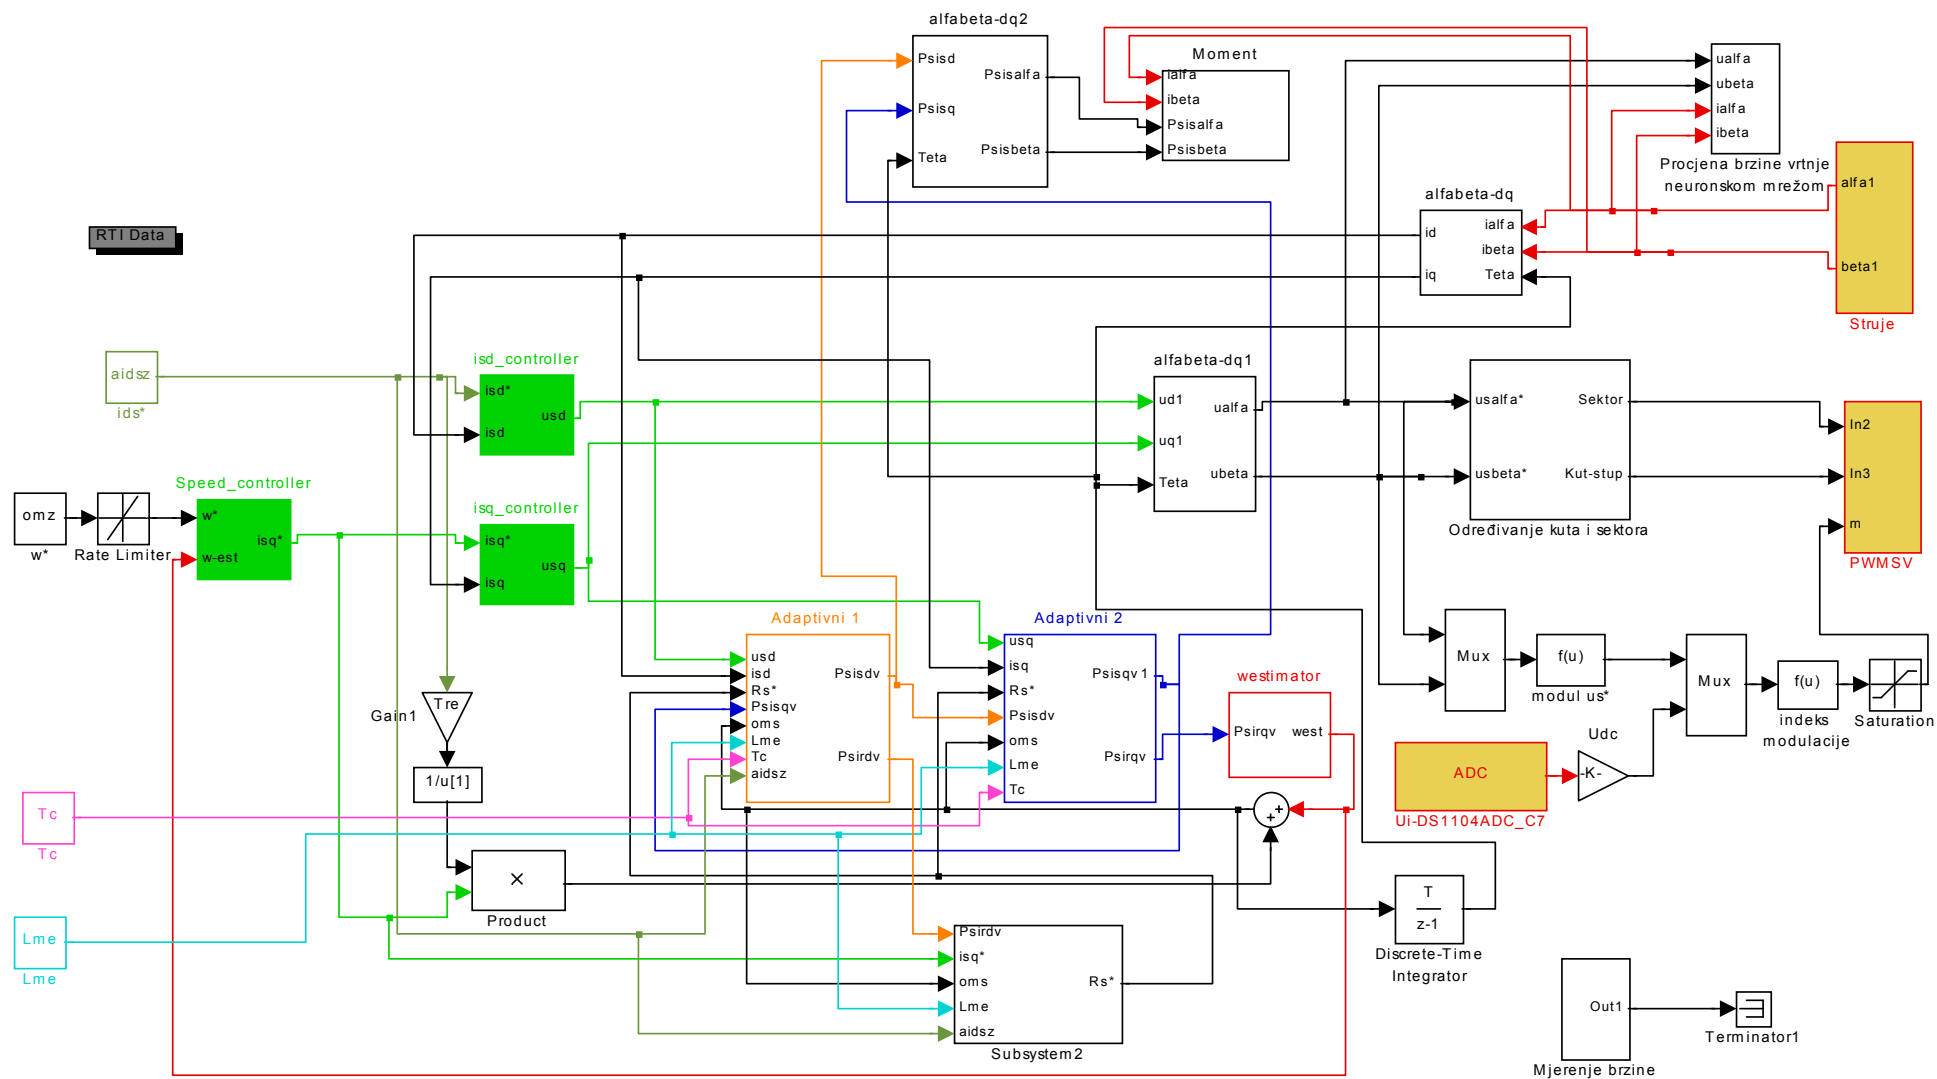 alfabeta-dq2
Psisd
Psisq
Teta
Psisalfa
Psisbeta
Moment
ialfa
ibeta
Psisalfa
Psisbeta
ualfa
ubeta
ialfa
ibeta
Procjena brzine vrtnje
neuronskom mrežom
alfa1
beta1
Struje
alfabeta-dq
id
iq
ialfa
ibeta
Teta
RTI Data
aidsz
ids*
isd_controller
isd*
isd
usd
alfabeta-dq1
ud1
uq1
Teta
ualfa
ubeta
usalfa*
usbeta*
Sektor
Kut-stup
Određivanje kuta i sektora
In2
In3
m
PWMSV
omz
w*
Rate Limiter
Speed_controller
w*
w-est
isq*
isq_controller
isq*
isq
usq
Adaptivni 1
usd
isd
Rs*
Psisqv
oms
Lme
Tc
aidsz
Psisdv
Psirdv
Adaptivni 2
usq
isq
Rs*
Psisdv
oms
Lme
Tc
Psisqv1
Psirqv
westimator
Psirqv
west
Mux
f(u)
modul us*
Mux
f(u)
indeks
modulacije
Saturation
Udc
-K-
ADC
Ui-DS1104ADC_C7
Gain1
Tre
1/u[1]
Tc
Tc
×
Product
+
+
Lme
Lme
Psirdv
isq*
oms
Lme
aidsz
Rs*
Subsystem2
T
z-1
Discrete-Time
Integrator
Out1
Mjerenje brzine
Terminator1